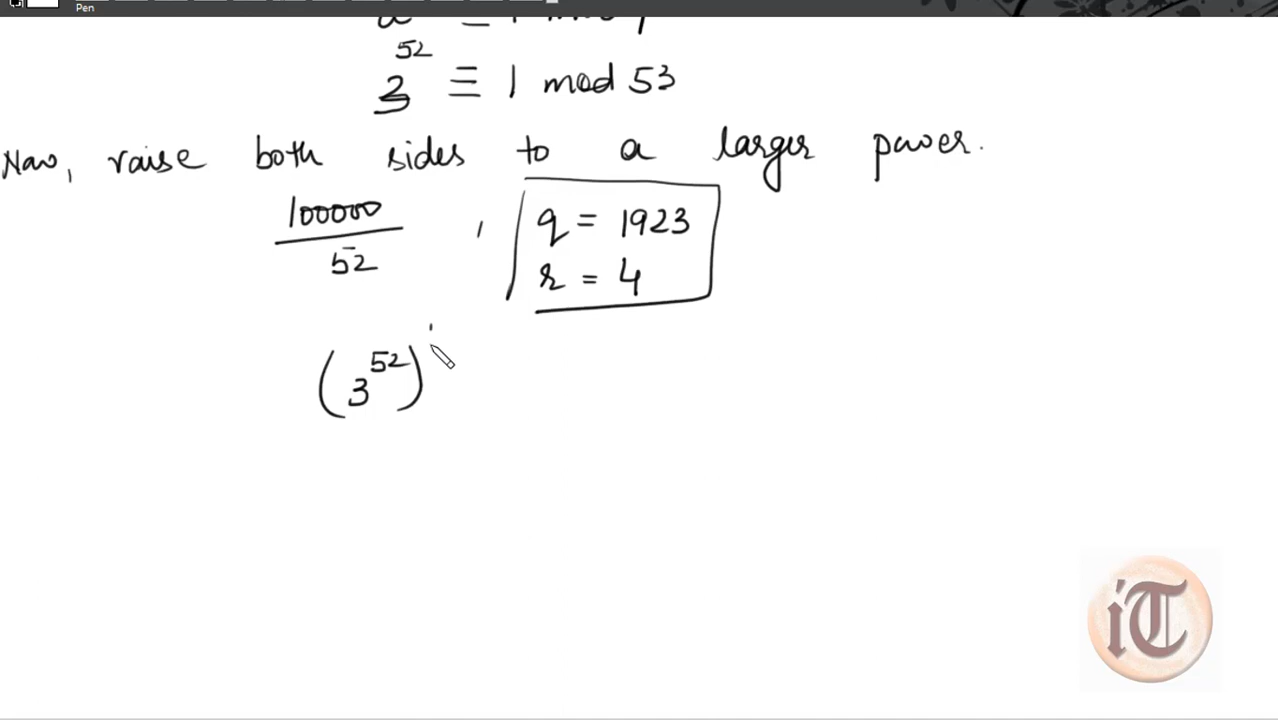 Pen
3^52 ≡ 1 mod 53
Now, raise both sides to a larger power.
100000 / 52 , q = 1923
r = 4
(3^52)
iT